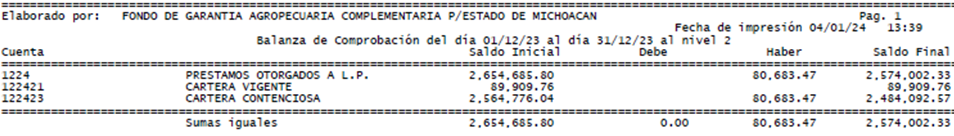 ================================================================================
Elaborado por:   FONDO DE GARANTIA AGROPECUARIA COMPLEMENTARIA P/ESTADO DE MICHOACAN   Pag. 1
Fecha de impresión 04/01/24   13:39
Balanza de Comprobación del día 01/12/23 al día 31/12/23 al nivel 2
Cuenta   Saldo Inicial   Debe   Haber   Saldo Final
================================================================================
1224   PRESTAMOS OTORGADOS A L.P.   2,654,685.80   80,683.47   2,574,002.33
122421   CARTERA VIGENTE   89,909.76   89,909.76
122423   CARTERA CONTENCIOSA   2,564,776.04   80,683.47   2,484,092.57
================================================================================
Sumas iguales   2,654,685.80   0.00   80,683.47   2,574,002.33